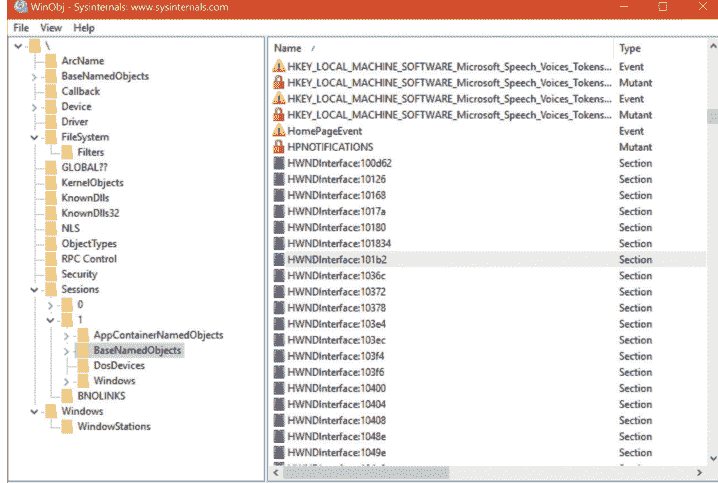 WinObj - Sysinternals: www.sysinternals.com
File View Help
\
ArcName
BaseNamedObjects
Callback
Device
Driver
FileSystem
Filters
GLOBAL??
KernelObjects
KnownDlls
KnownDlls32
NLS
ObjectTypes
RPC Control
Security
Sessions
0
1
AppContainerNamedObjects
BaseNamedObjects
DosDevices
Windows
BNOLINKS
Windows
WindowStations
Name / Type
HKEY_LOCAL_MACHINE_SOFTWARE_Microsoft_Speech_Voices_Tokens... Event
HKEY_LOCAL_MACHINE_SOFTWARE_Microsoft_Speech_Voices_Tokens... Mutant
HKEY_LOCAL_MACHINE_SOFTWARE_Microsoft_Speech_Voices_Tokens... Event
HKEY_LOCAL_MACHINE_SOFTWARE_Microsoft_Speech_Voices_Tokens... Mutant
HomePageEvent Event
HPNOTIFICATIONS Mutant
HWNDInterface:100d62 Section
HWNDInterface:10126 Section
HWNDInterface:10168 Section
HWNDInterface:1017a Section
HWNDInterface:10180 Section
HWNDInterface:101834 Section
HWNDInterface:101b2 Section
HWNDInterface:1036c Section
HWNDInterface:10372 Section
HWNDInterface:10378 Section
HWNDInterface:103e4 Section
HWNDInterface:103ec Section
HWNDInterface:103f4 Section
HWNDInterface:103f6 Section
HWNDInterface:10400 Section
HWNDInterface:10404 Section
HWNDInterface:10408 Section
HWNDInterface:1048e Section
HWNDInterface:1049e Section